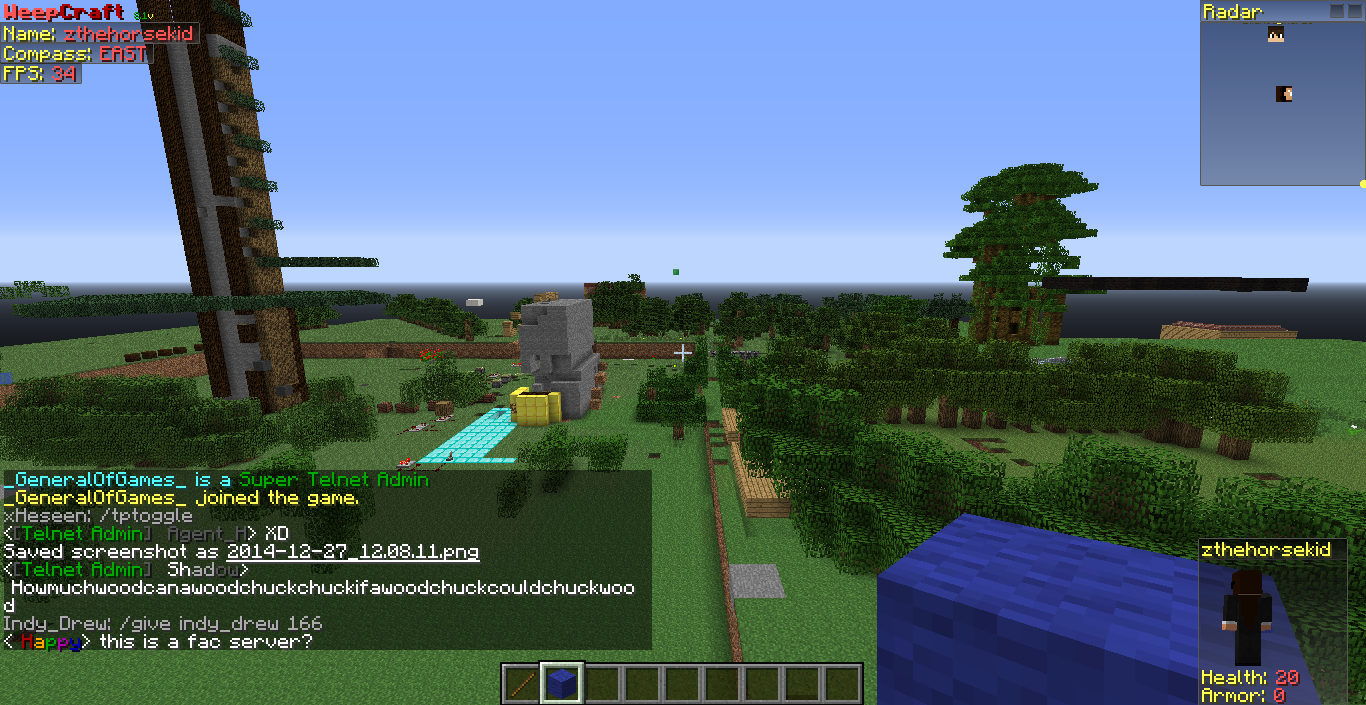 WeepCraft
Name: zthehorsekid
Compass: EAST
FPS: 34
Radar
_GeneralOfGames_ is a Super Telnet Admin
_GeneralOfGames_ joined the game.
xHeseen: /tptoggle
<[Telnet Admin] Agent_H> XD
Saved screenshot as 2014-12-27_12.08.11.png
<[Telnet Admin] Shadow>
Howmuchwoodcanawoodchuckchuckifawoodchuckcouldchuckwoo
d
Indy_Drew: /give indy_drew 166
< Happy> this is a fac server?
zthehorsekid
Health: 20
Armor: 0